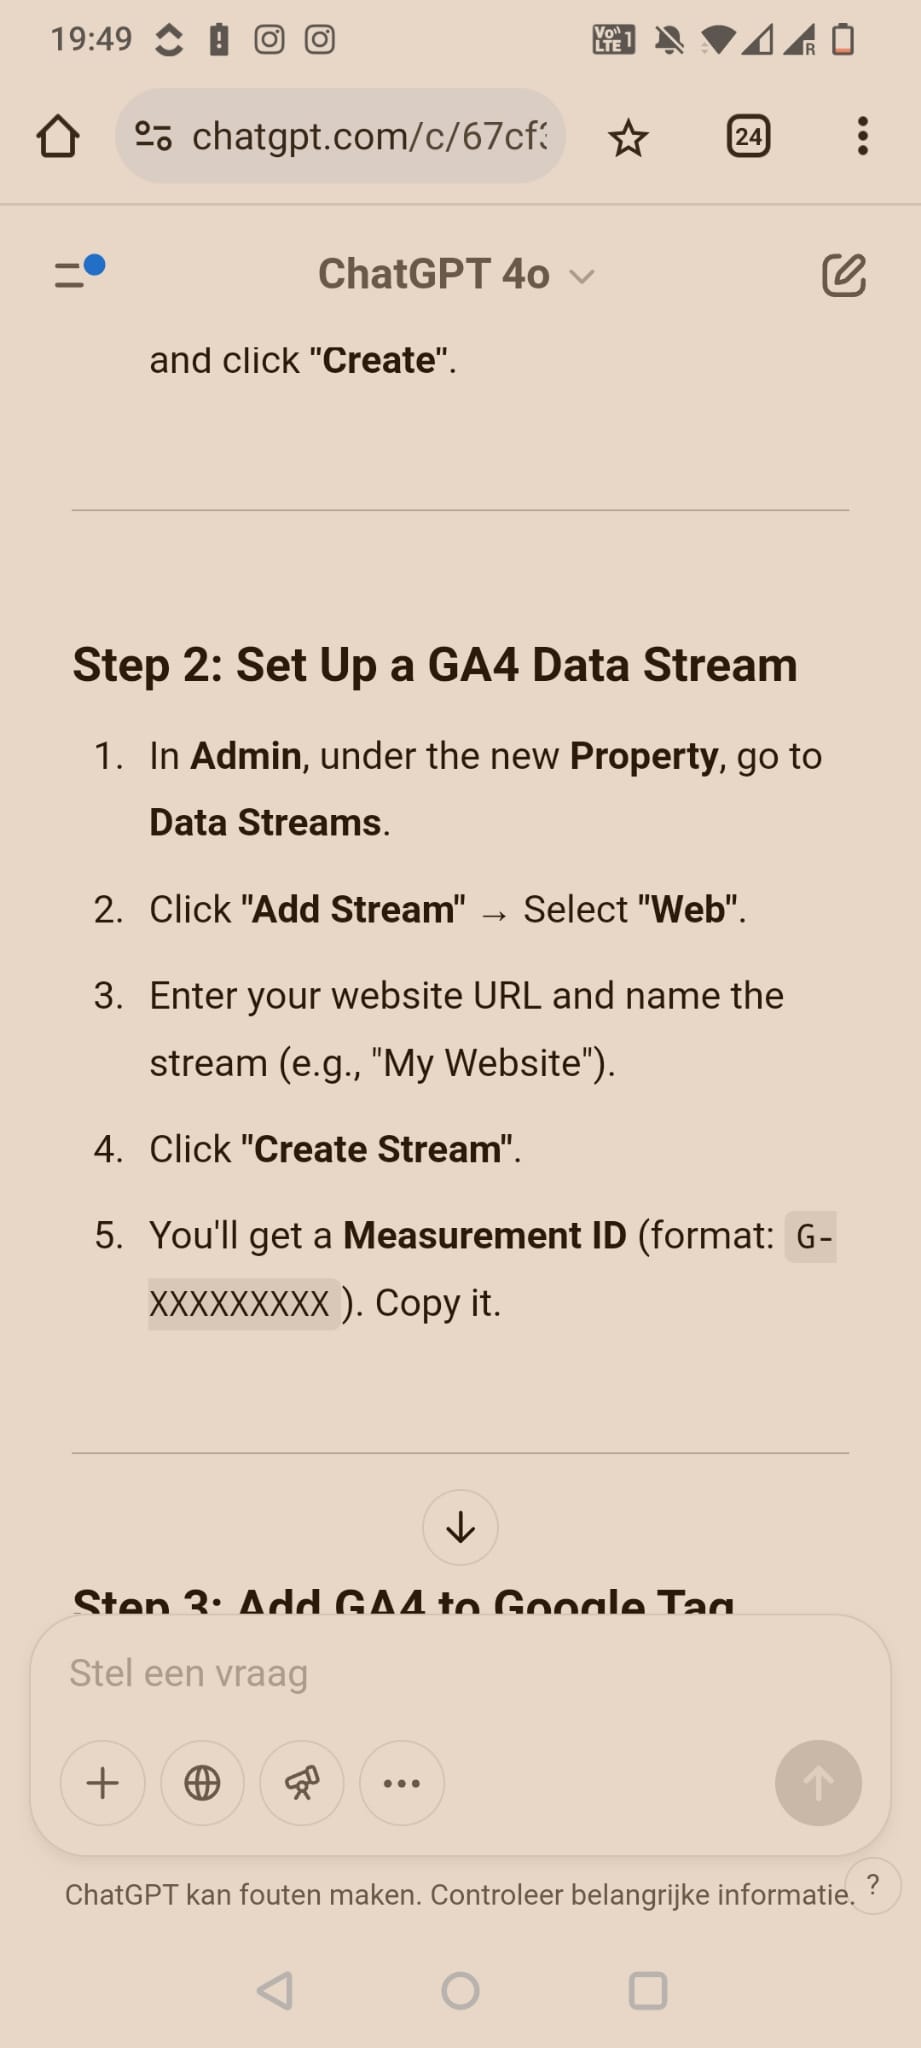 19:49
Vo)) LTE 1
R
chatgpt.com/c/67cf
24
ChatGPT 4o
and click "Create".
Step 2: Set Up a GA4 Data Stream
1. In Admin, under the new Property, go to
Data Streams.
2. Click "Add Stream" → Select "Web".
3. Enter your website URL and name the
stream (e.g., "My Website").
4. Click "Create Stream".
5. You'll get a Measurement ID (format: G-
XXXXXXXXX). Copy it.
Step 3: Add GA4 to Google Tag
Stel een vraag
ChatGPT kan fouten maken. Controleer belangrijke informatie.
?